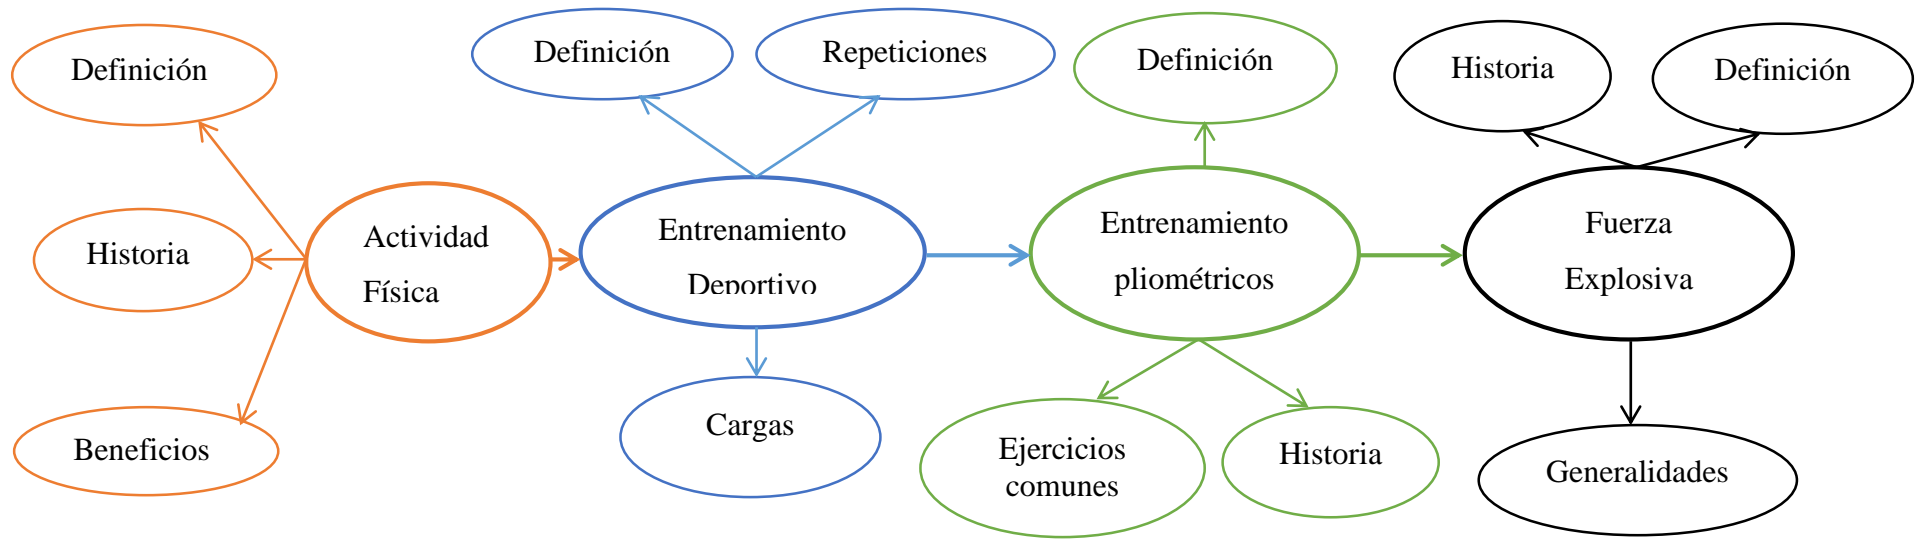 Definición
Historia
Beneficios
Actividad
Física
Definición
Repeticiones
Entrenamiento
Deportivo
Cargas
Definición
Entrenamiento
pliométricos
Ejercicios
comunes
Historia
Historia
Definición
Fuerza
Explosiva
Generalidades